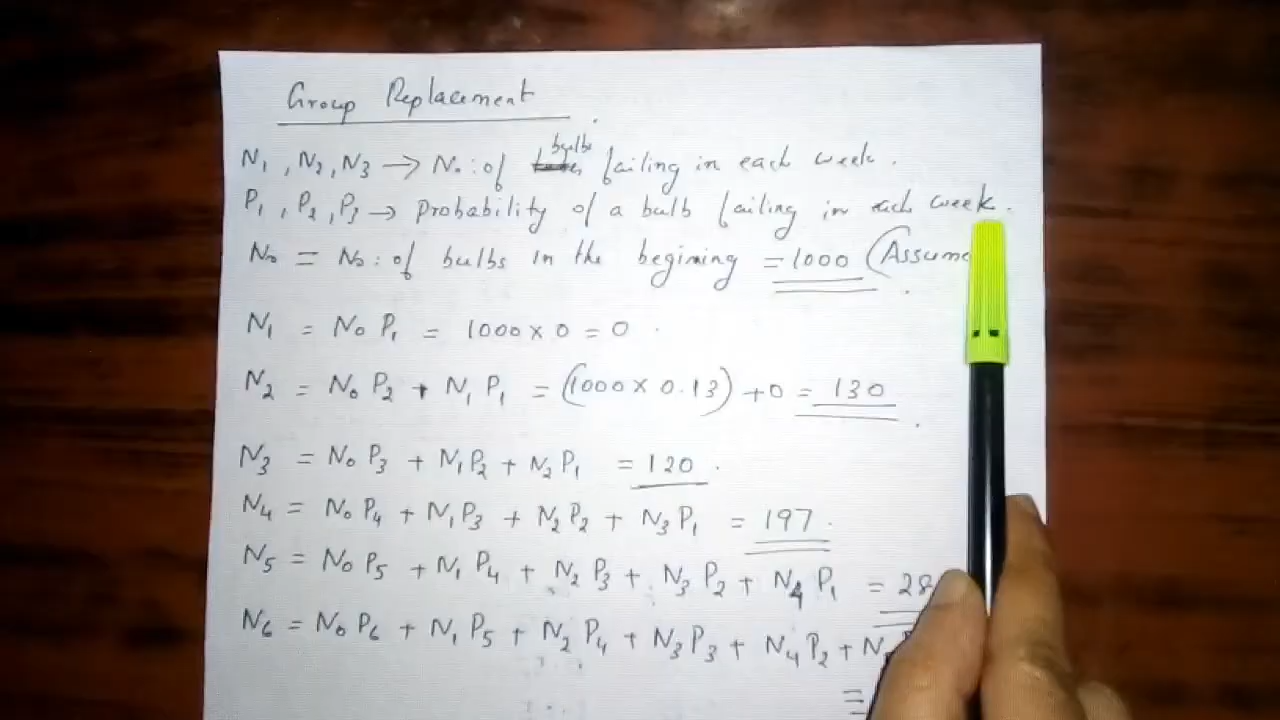 Group Replacement .
N₁ , N₂, N₃ → No: of bulbs failing in each week .
P₁ , P₂ , P₃ → Probability of a bulb failing in each week .
N₀ = No: of bulbs in the begining = 1000 (Assume
N₁ = N₀ P₁ = 1000 x 0 = 0 .
N₂ = N₀ P₂ + N₁ P₁ = (1000 x 0.13) + 0 = 130 .
N₃ = N₀ P₃ + N₁ P₂ + N₂ P₁ = 120 .
N₄ = N₀ P₄ + N₁ P₃ + N₂ P₂ + N₃ P₁ = 197 .
N₅ = N₀ P₅ + N₁ P₄ + N₂ P₃ + N₃ P₂ + N₄ P₁ = 28
N₆ = N₀ P₆ + N₁ P₅ + N₂ P₄ + N₃ P₃ + N₄ P₂ + N₅
=